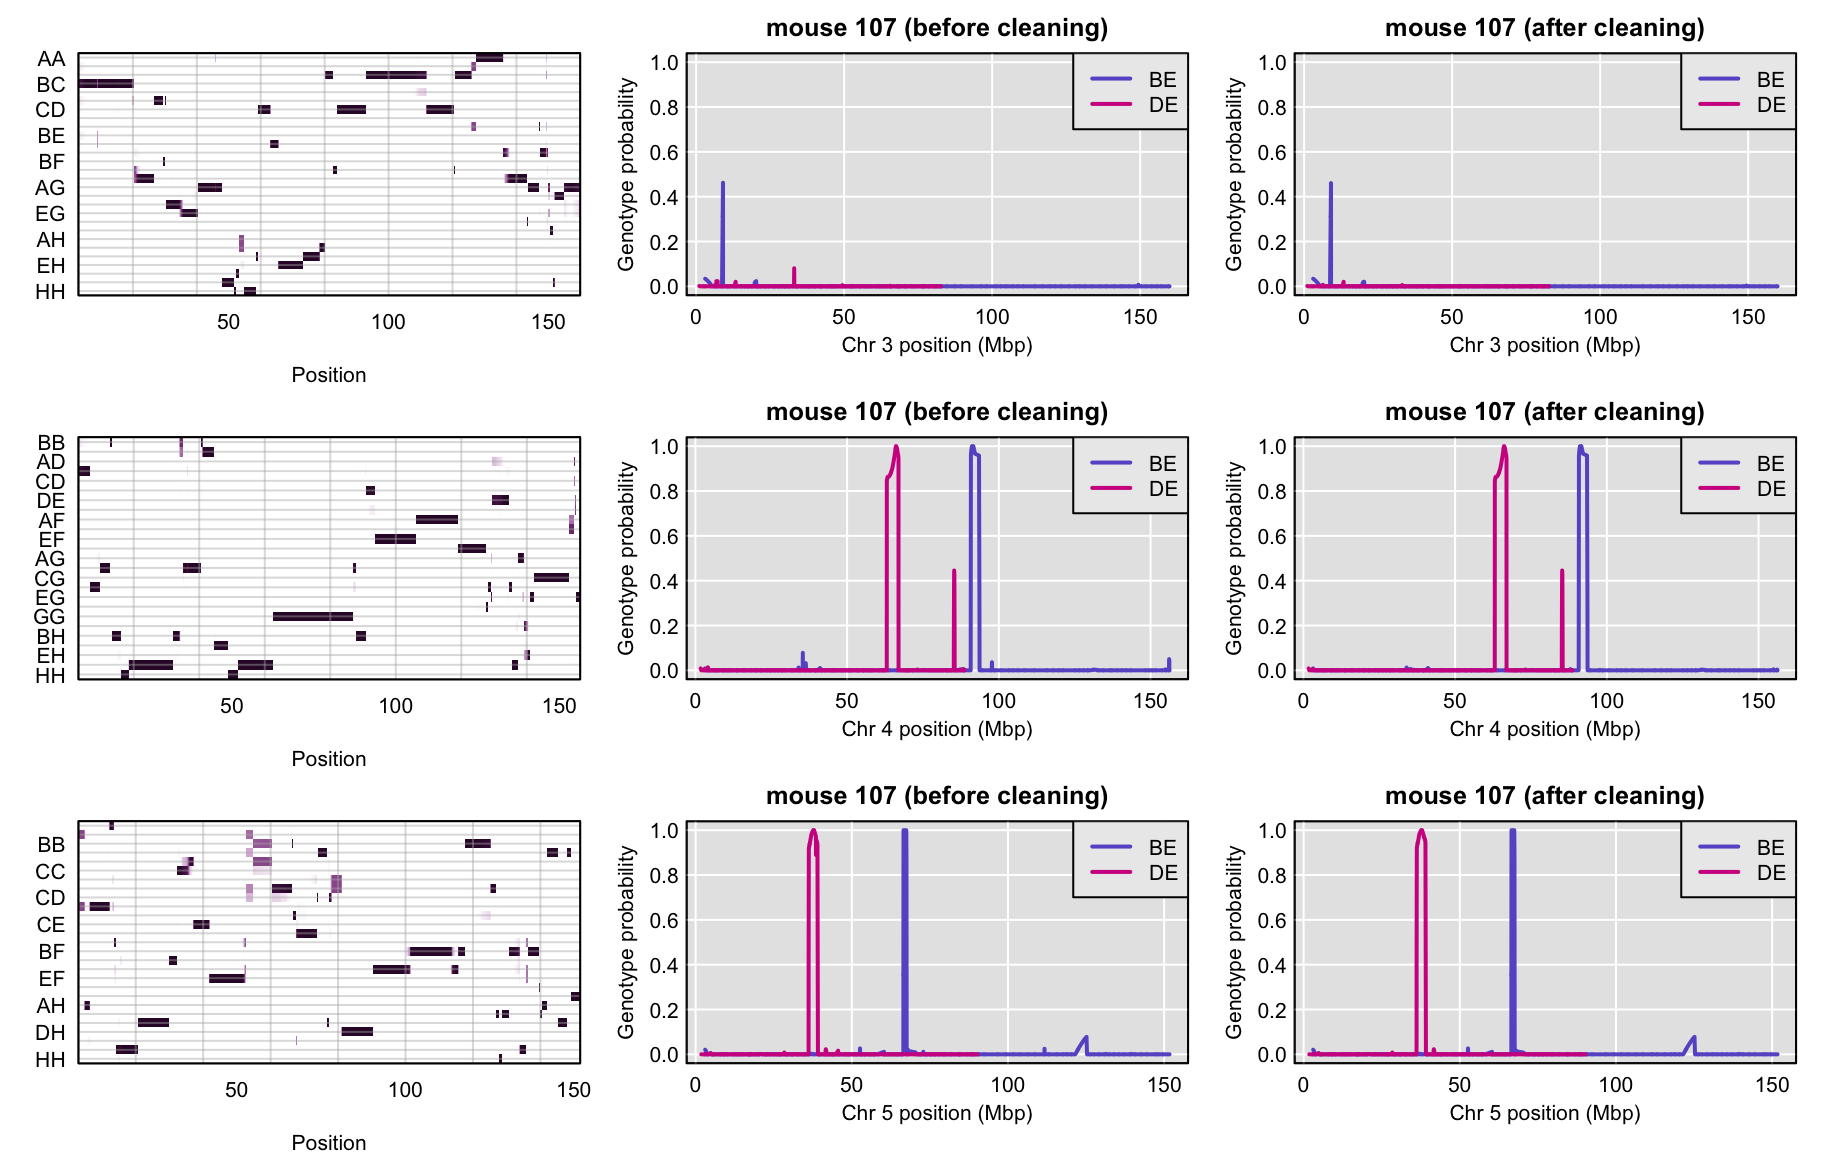 AA
BC
CD
BE
BF
AG
EG
AH
EH
HH
50 100 150
Position
mouse 107 (before cleaning)
Genotype probability
1.0
0.8
0.6
0.4
0.2
0.0
BE
DE
0 50 100 150
Chr 3 position (Mbp)
mouse 107 (after cleaning)
Genotype probability
1.0
0.8
0.6
0.4
0.2
0.0
BE
DE
0 50 100 150
Chr 3 position (Mbp)
BB
AD
CD
DE
AF
EF
AG
CG
EG
GG
BH
EH
HH
50 100 150
Position
mouse 107 (before cleaning)
Genotype probability
1.0
0.8
0.6
0.4
0.2
0.0
BE
DE
0 50 100 150
Chr 4 position (Mbp)
mouse 107 (after cleaning)
Genotype probability
1.0
0.8
0.6
0.4
0.2
0.0
BE
DE
0 50 100 150
Chr 4 position (Mbp)
BB
CC
CD
CE
BF
EF
AH
DH
HH
50 100 150
Position
mouse 107 (before cleaning)
Genotype probability
1.0
0.8
0.6
0.4
0.2
0.0
BE
DE
0 50 100 150
Chr 5 position (Mbp)
mouse 107 (after cleaning)
Genotype probability
1.0
0.8
0.6
0.4
0.2
0.0
BE
DE
0 50 100 150
Chr 5 position (Mbp)